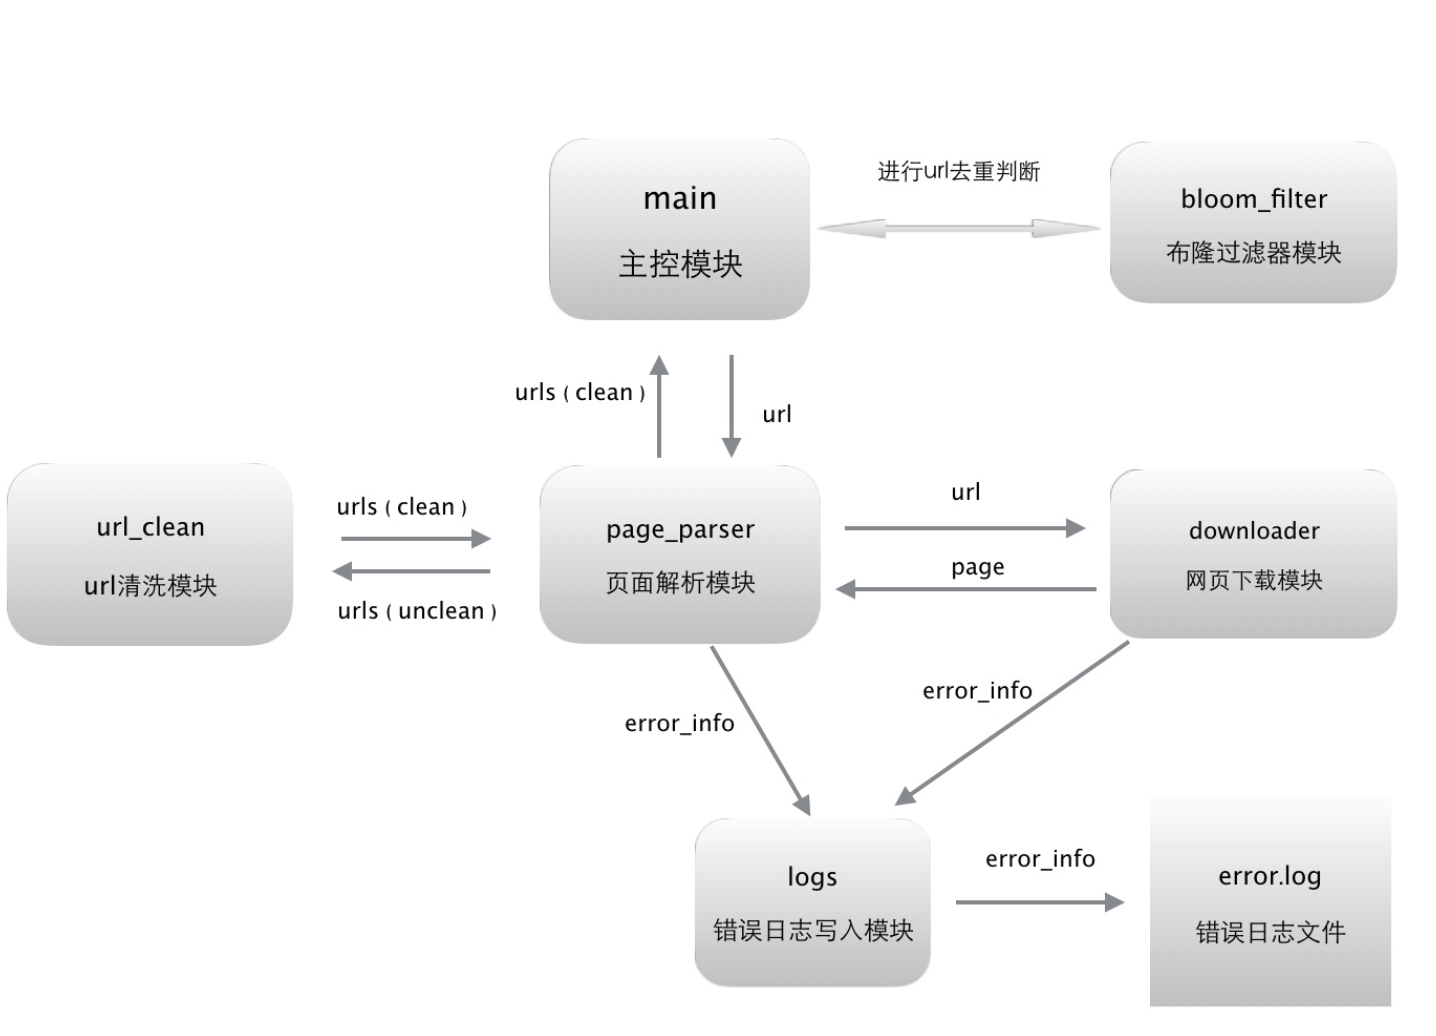 进行url去重判断
main
主控模块
bloom_filter
布隆过滤器模块
urls（clean）
url
url_clean
url清洗模块
urls（clean）
urls（unclean）
page_parser
页面解析模块
url
page
downloader
网页下载模块
error_info
error_info
logs
错误日志写入模块
error_info
error.log
错误日志文件